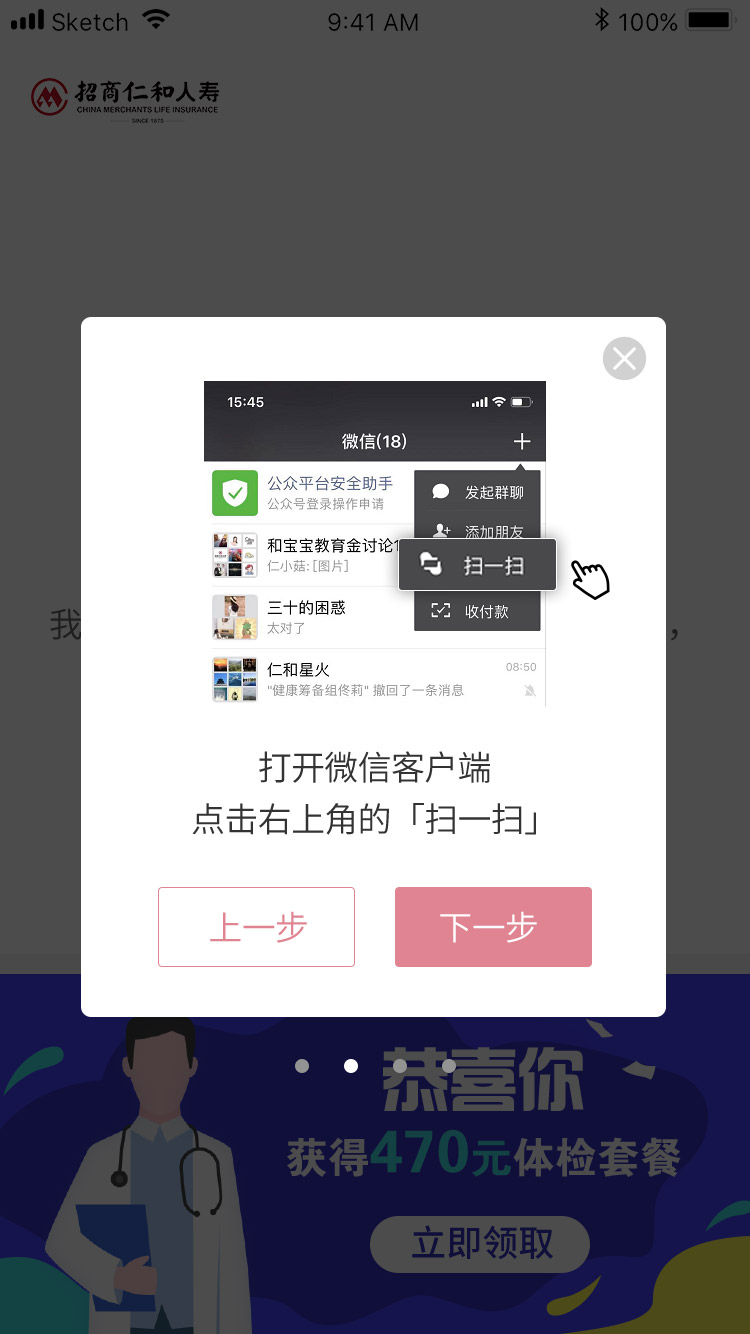 Sketch 9:41 AM 100%
招商仁和人寿
CHINA MERCHANTS LIFE INSURANCE
SINCE 1875
15:45
微信(18)
公众平台安全助手
公众号登录操作申请
发起群聊
添加朋友
和宝宝教育金讨论1
仁小菇:[图片]
扫一扫
三十的困惑
太对了
收付款
我
，
仁和星火 08:50
"健康筹备组佟莉" 撤回了一条消息
打开微信客户端
点击右上角的「扫一扫」
上一步 下一步
恭喜你
获得470元体检套餐
立即领取